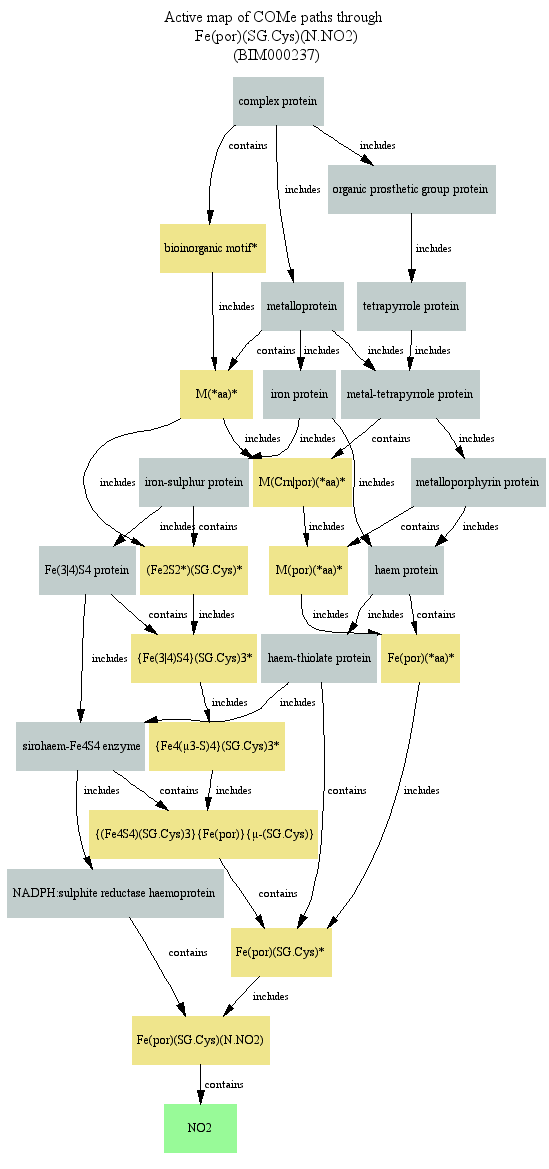 Active map of COMe paths through
Fe(por)(SG.Cys)(N.NO2)
(BIM000237)
complex protein
contains
includes
includes
organic prosthetic group protein
includes
bioinorganic motif*
includes
metalloprotein
tetrapyrrole protein
contains
includes
includes
includes
M(*aa)*
iron protein
metal-tetrapyrrole protein
includes
includes
contains
includes
includes
iron-sulphur protein
M(Crn|por)(*aa)*
includes
metalloporphyrin protein
includes
contains
includes
contains
includes
Fe(3|4)S4 protein
(Fe2S2*)(SG.Cys)*
M(por)(*aa)*
haem protein
contains
includes
includes
includes
contains
includes
{Fe(3|4)S4}(SG.Cys)3*
haem-thiolate protein
Fe(por)(*aa)*
includes
includes
sirohaem-Fe4S4 enzyme
{Fe4(μ3-S)4}(SG.Cys)3*
includes
contains
includes
contains
includes
{(Fe4S4)(SG.Cys)3}{Fe(por)}{μ-(SG.Cys)}
NADPH:sulphite reductase haemoprotein
contains
contains
Fe(por)(SG.Cys)*
includes
Fe(por)(SG.Cys)(N.NO2)
contains
NO2